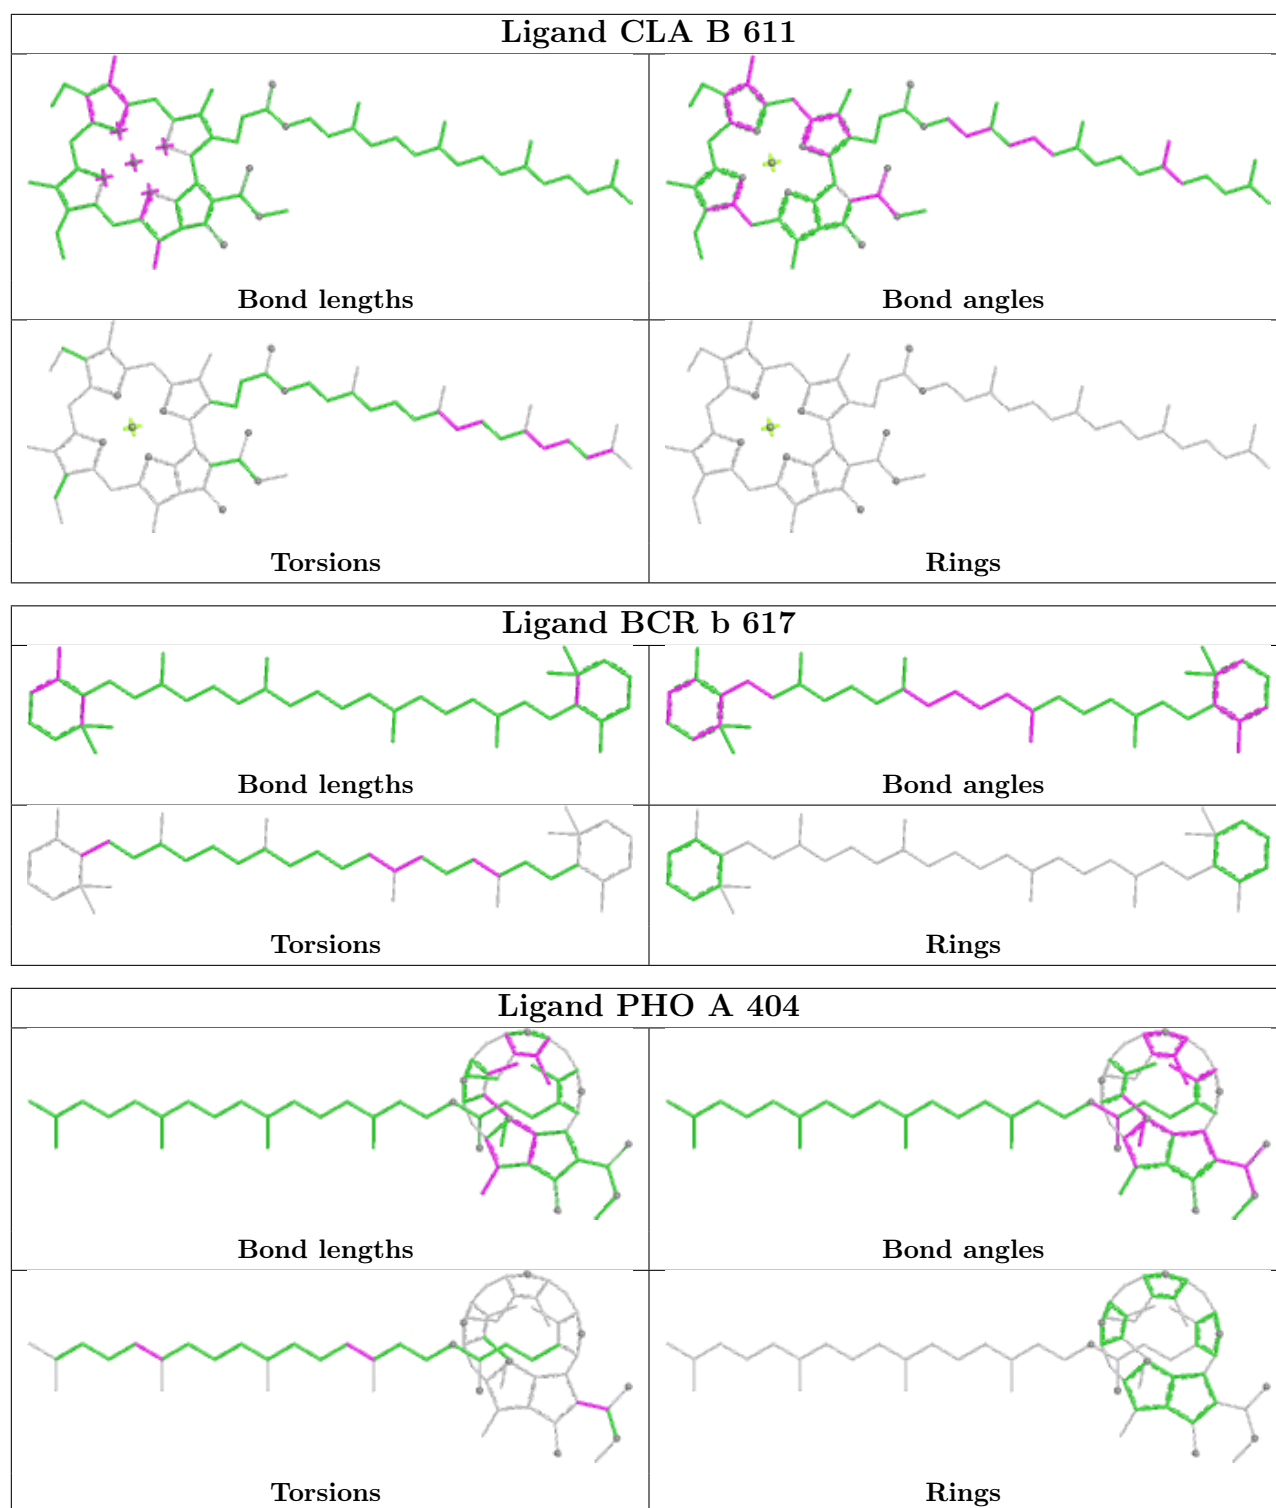 Ligand CLA B 611
Bond lengths
Bond angles
Torsions
Rings
Ligand BCR b 617
Bond lengths
Bond angles
Torsions
Rings
Ligand PHO A 404
Bond lengths
Bond angles
Torsions
Rings